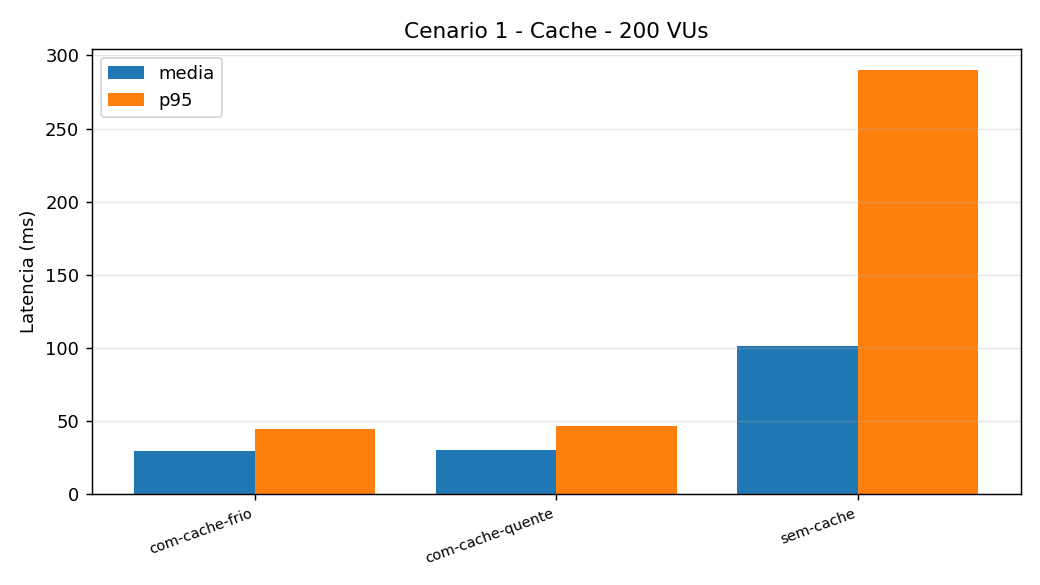 Cenario 1 - Cache - 200 VUs
media
p95
Latencia (ms)
300
250
200
150
100
50
0
com-cache-frio
com-cache-quente
sem-cache